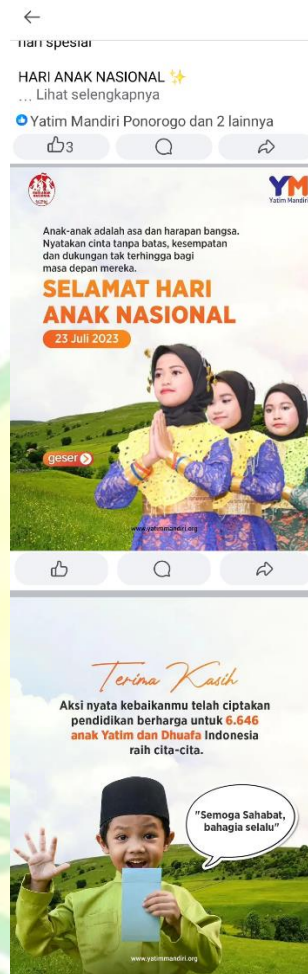 HARI ANAK NASIONAL ✨
... Lihat selengkapnya
Yatim Mandiri Ponorogo dan 2 lainnya
3
YM
Yatim Mandiri
Anak-anak adalah asa dan harapan bangsa.
Nyatakan cinta tanpa batas, kesempatan
dan dukungan tak terhingga bagi
masa depan mereka.
SELAMAT HARI
ANAK NASIONAL
23 Juli 2023
geser
www.yatimmandiri.org
Terima Kasih
Aksi nyata kebaikanmu telah ciptakan
pendidikan berharga untuk 6.646
anak Yatim dan Dhuafa Indonesia
raih cita-cita.
"Semoga Sahabat,
bahagia selalu"
www.yatimmandiri.org